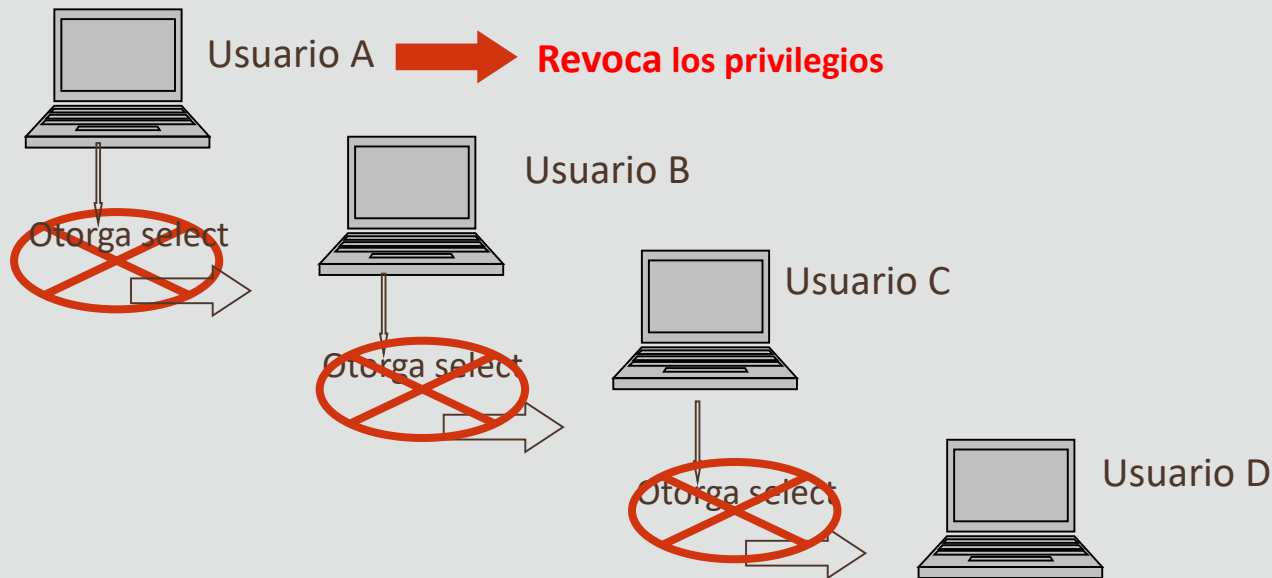 Usuario A
Revoca los privilegios
Usuario B
Otorga select
Usuario C
Otorga select
Usuario D
Otorga select